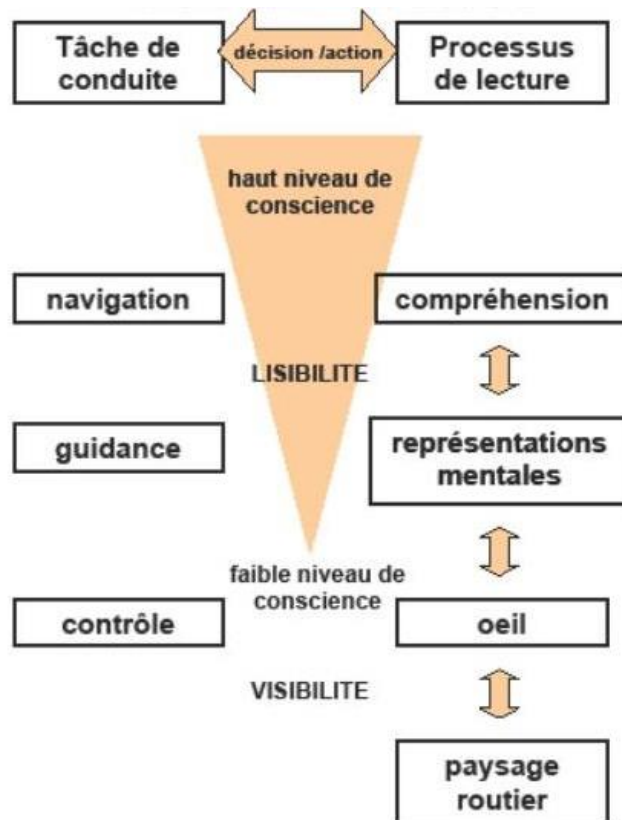 Tâche de
conduite
décision /action
Processus
de lecture
haut niveau de
conscience
navigation
compréhension
LISIBILITE
guidance
représentations
mentales
faible niveau de
conscience
contrôle
oeil
VISIBILITE
paysage
routier